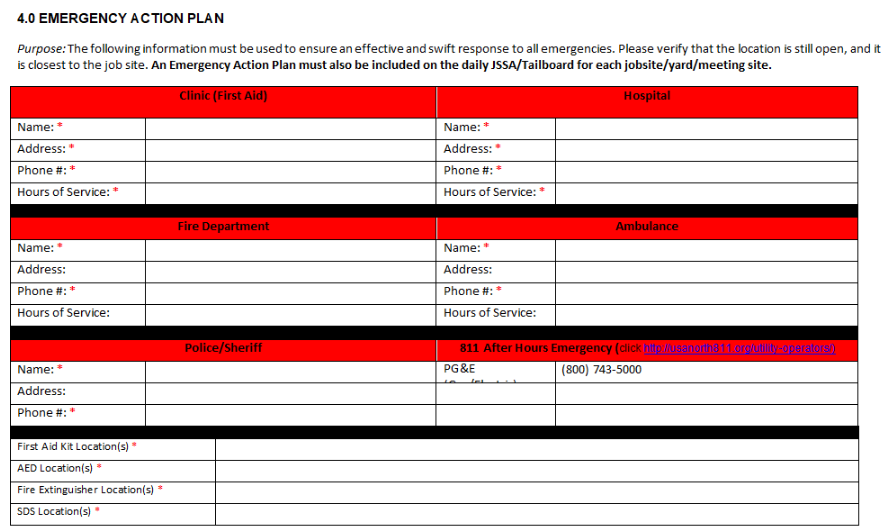 4.0 EMERGENCY ACTION PLAN
Purpose: The following information must be used to ensure an effective and swift response to all emergencies. Please verify that the location is still open, and it
is closest to the job site. An Emergency Action Plan must also be included on the daily JSSA/Tailboard for each jobsite/yard/meeting site.
Clinic (First Aid) Hospital
Name: * Name: *
Address: * Address: *
Phone #: * Phone #: *
Hours of Service: * Hours of Service: *
Fire Department Ambulance
Name: * Name: *
Address: Address:
Phone #: * Phone #: *
Hours of Service: Hours of Service:
Police/Sheriff 811 After Hours Emergency (click http://usanorth811.org/utility-operators/)
Name: * PG&E (800) 743-5000
Address:
Phone #: *
First Aid Kit Location(s) *
AED Location(s) *
Fire Extinguisher Location(s) *
SDS Location(s) *